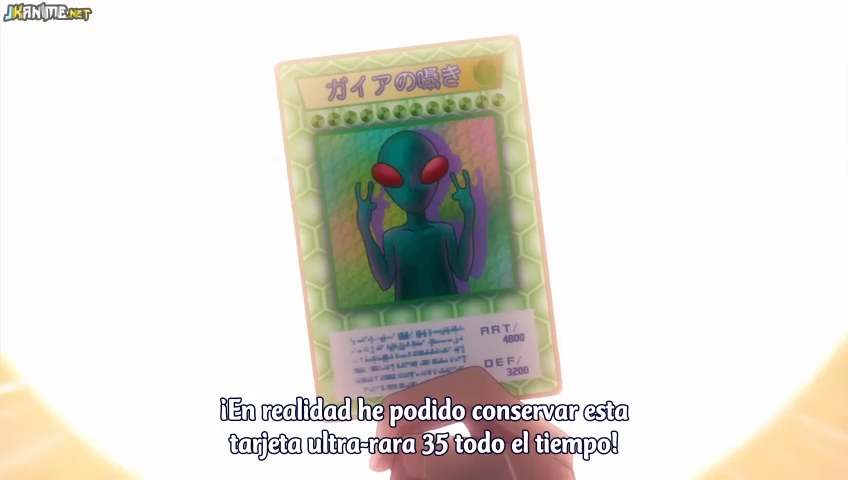 JKANIME.NET
ガイアの囁き
ART/
4800
DEF/
3200
¡En realidad he podido conservar esta
tarjeta ultra-rara 35 todo el tiempo!